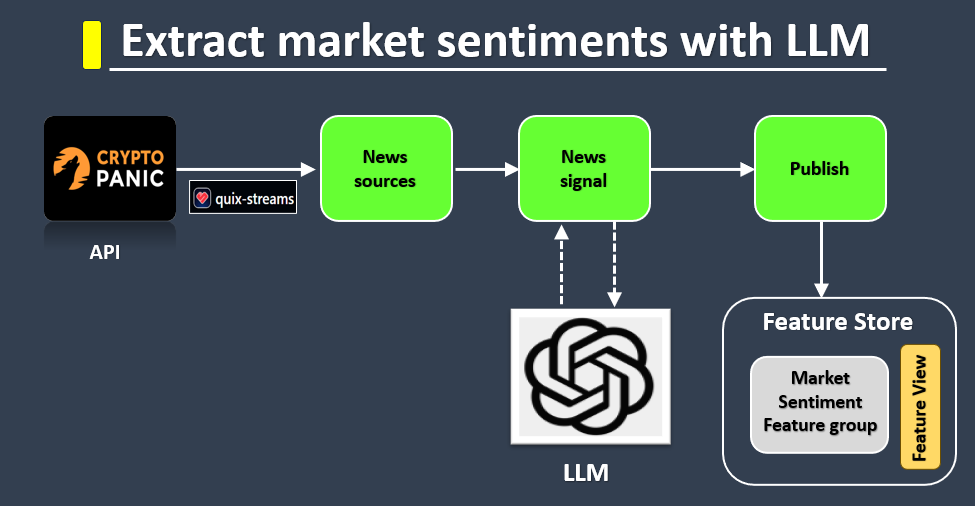 Extract market sentiments with LLM
CRYPTO
PANIC
quix-streams
API
News
sources
News
signal
Publish
LLM
Feature Store
Market
Sentiment
Feature group
Feature View